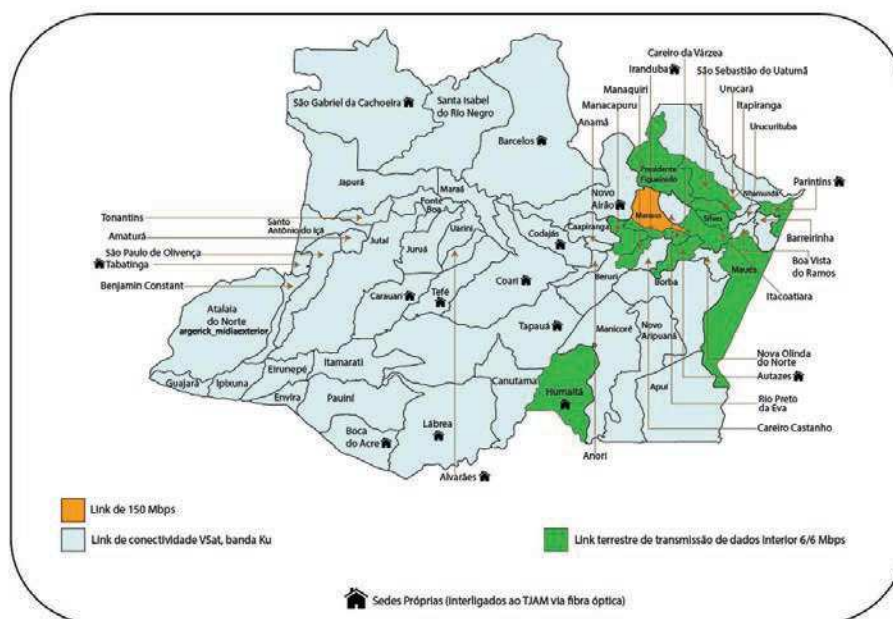 Careiro da Várzea
Iranduba
São Sebastião do Uatumã
Manaquiri
Urucará
Manacapuru
Itapiranga
Anamã
Urucurituba
São Gabriel da Cachoeira
Santa Isabel
do Rio Negro
Barcelos
Presidente
Figueiredo
Nhamundá
Parintins
Japurá
Maraã
Novo
Airão
Manaus
Fonte
Boa
Tonantins
Santo
Antônio do Içá
Uarini
Codajás
Caapiranga
Silves
Barreirinha
Amaturá
Jutaí
São Paulo de Olivença
Juruá
Boa Vista
do Ramos
Tabatinga
Maués
Beruri
Borba
Benjamin Constant
Coari
Tefé
Carauari
Itacoatiara
Atalaia
do Norte
argerick_midiaexterior
Tapauá
Manicoré
Novo
Aripuanã
Nova Olinda
do Norte
Itamarati
Eirunepé
Autazes
Guajará
Ipixuna
Canutama
Apuí
Humaitá
Envira
Pauini
Rio Preto
da Eva
Lábrea
Boca
do Acre
Careiro Castanho
Anori
Alvarães
Link de 150 Mbps
Link de conectividade VSat, banda Ku
Link terrestre de transmissão de dados interior 6/6 Mbps
Sedes Próprias (interligados ao TJAM via fibra óptica)